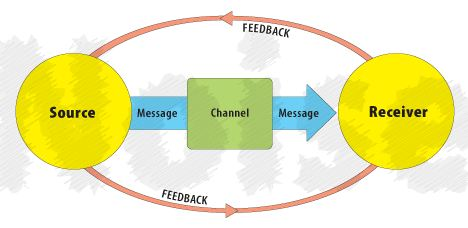 FEEDBACK
Source
Message
Channel
Message
Receiver
FEEDBACK